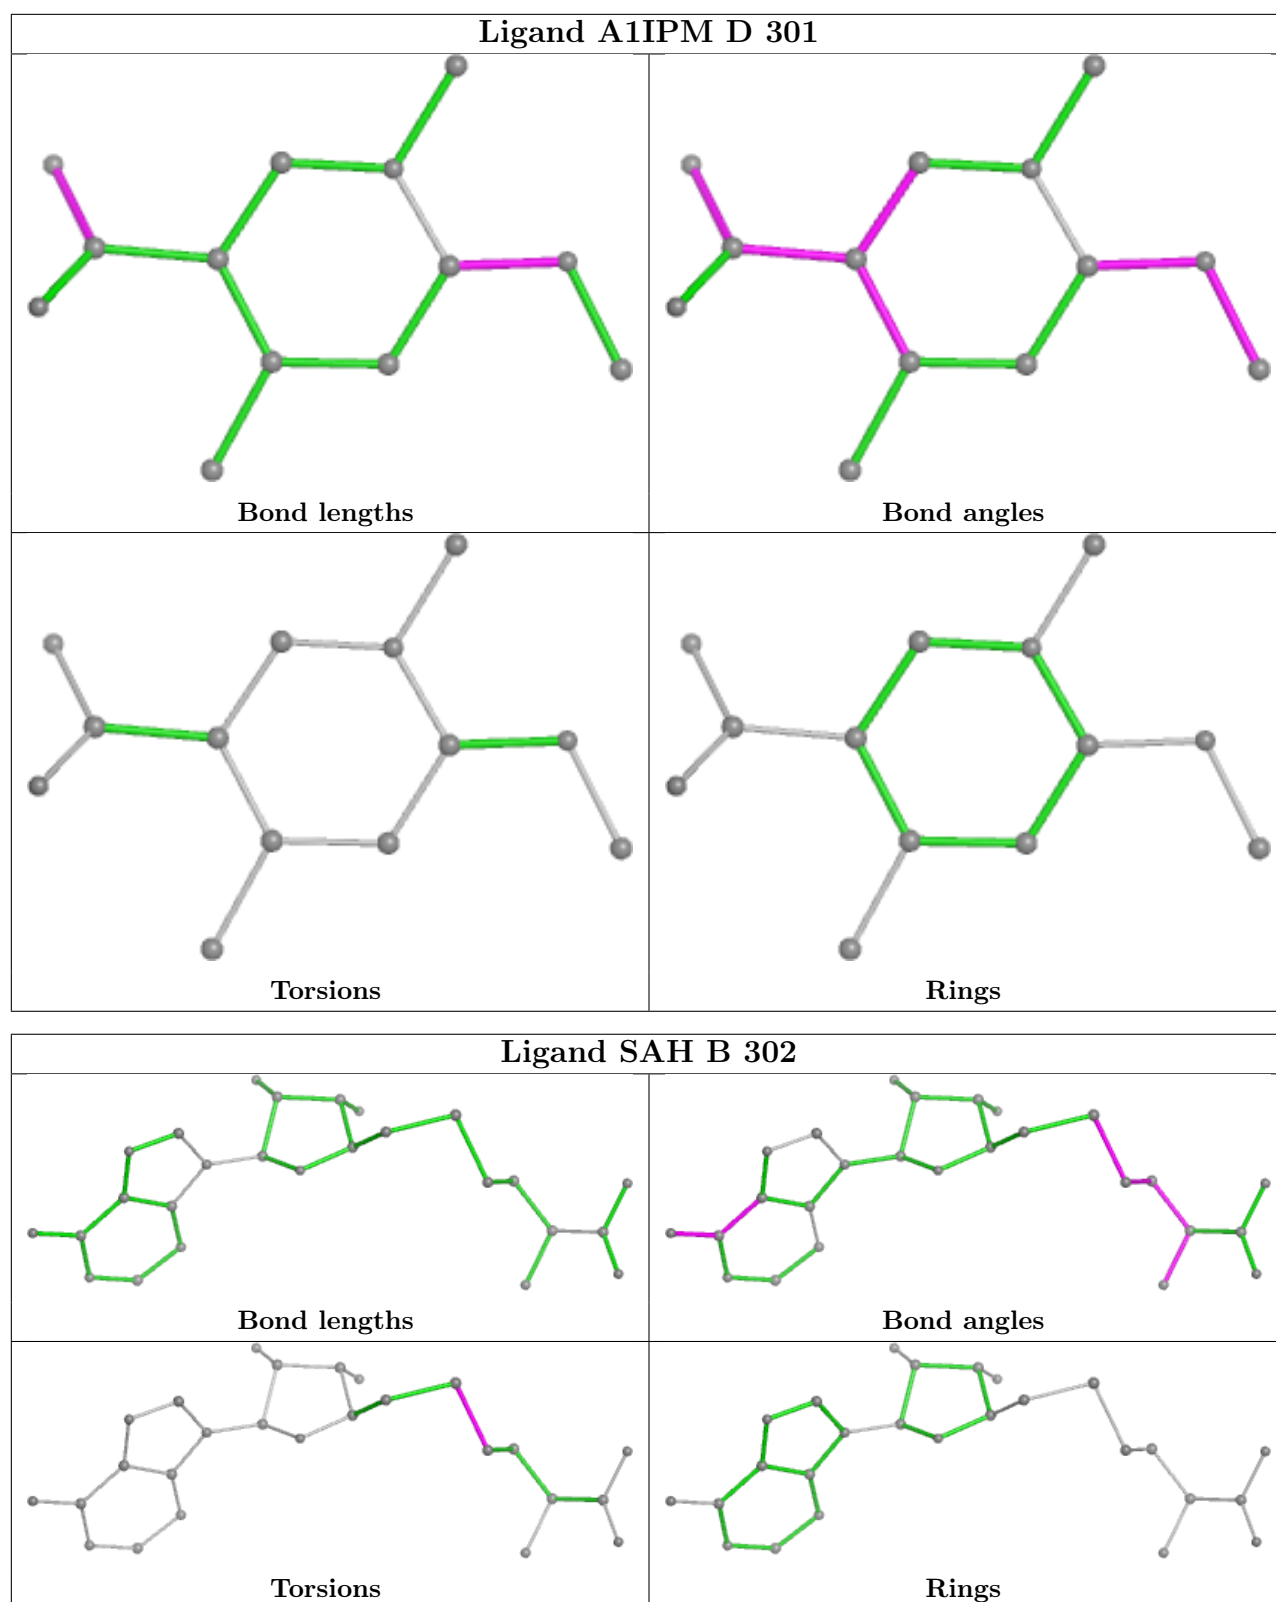 Ligand A1IPM D 301
Bond lengths
Bond angles
Torsions
Rings
Ligand SAH B 302
Bond lengths
Bond angles
Torsions
Rings